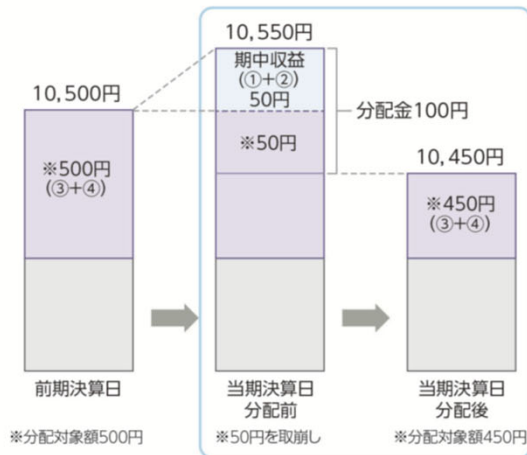 10,500円
※500円
(③+④)
前期決算日
※分配対象額500円
10,550円
期中収益
(①+②)
50円
※50円
分配金100円
当期決算日
分配前
※50円を取崩し
10,450円
※450円
(③+④)
当期決算日
分配後
※分配対象額450円